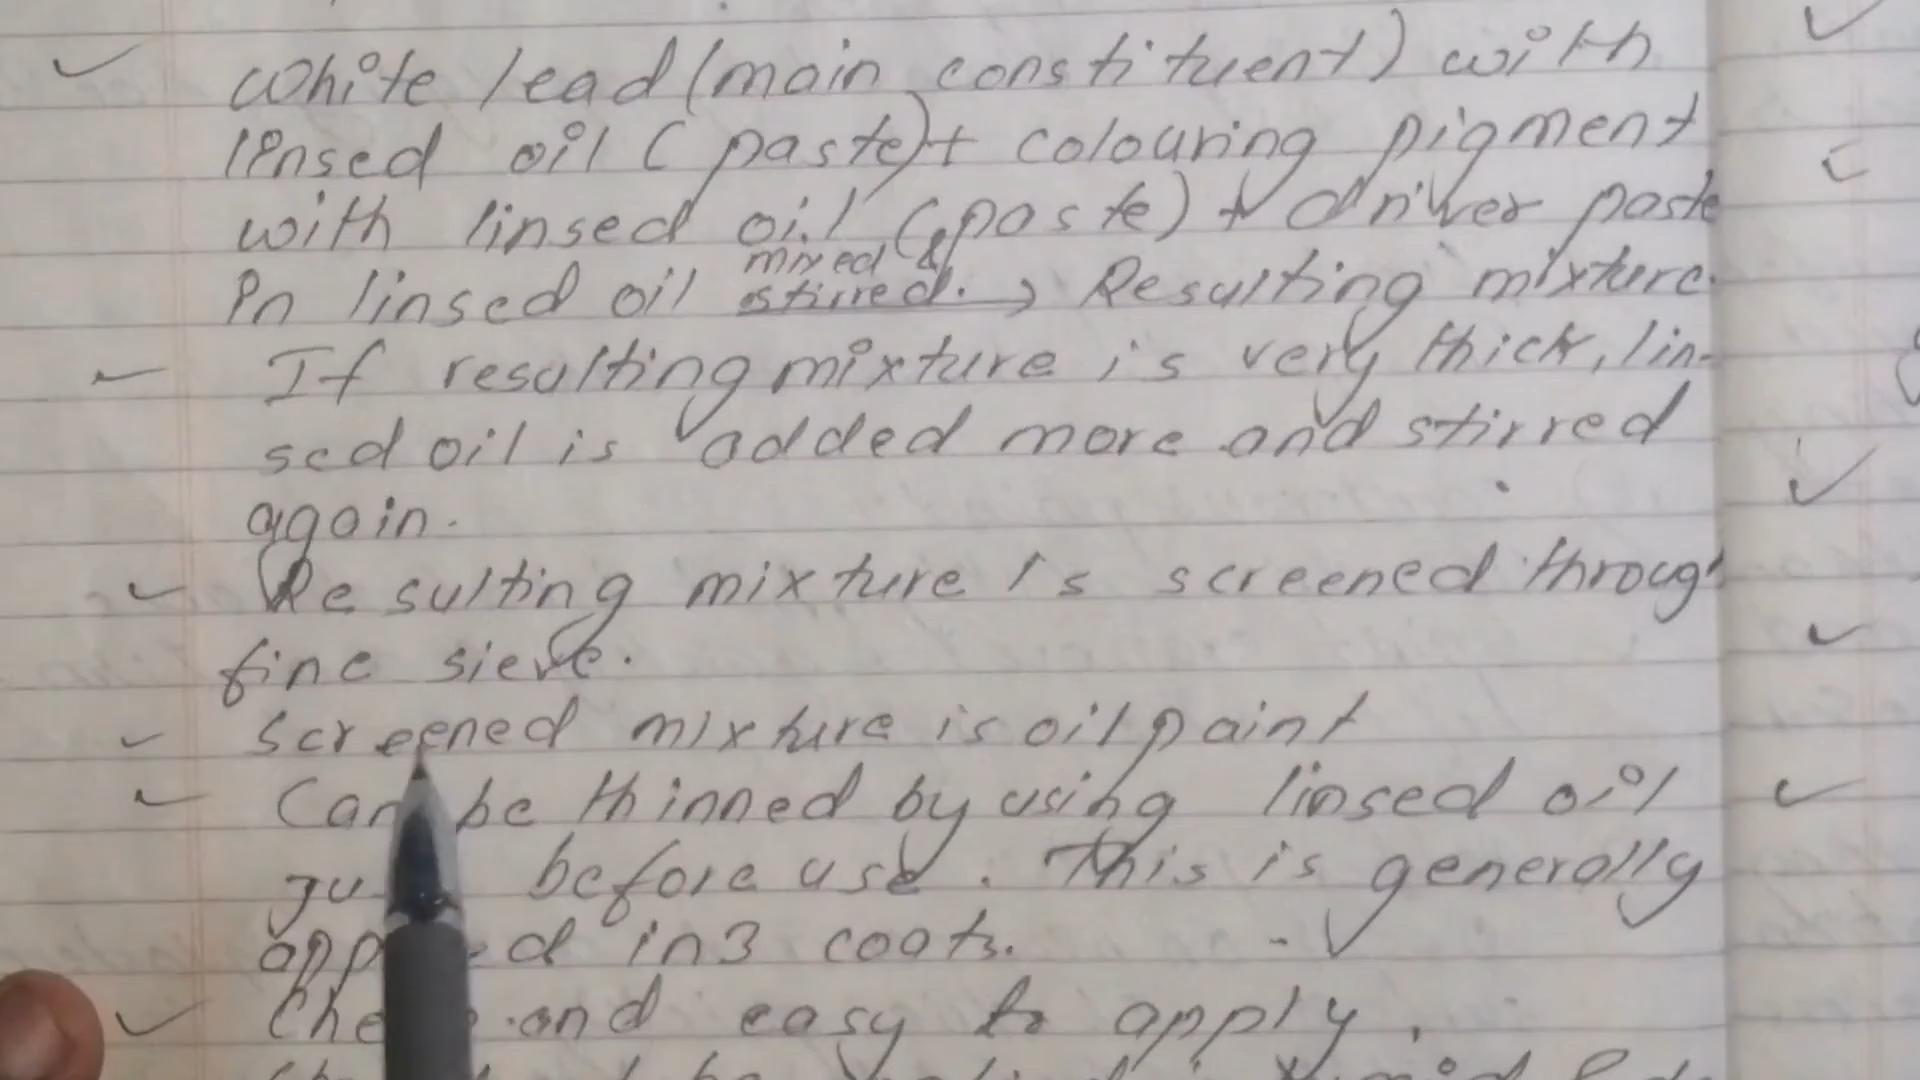 White lead (main constituent) with
linsed oil (paste) + colouring pigment
with linsed oil (paste) + driver paste
in linsed oil mixed & stirred. → Resulting mixture.
If resulting mixture is very thick, lin-
sed oil is added more and stirred
again.
Resulting mixture is screened through
fine sieve.
Screened mixture is oil paint
Can be thinned by using linsed oil
before use. This is generally
in 3 coats.
and easy to apply.